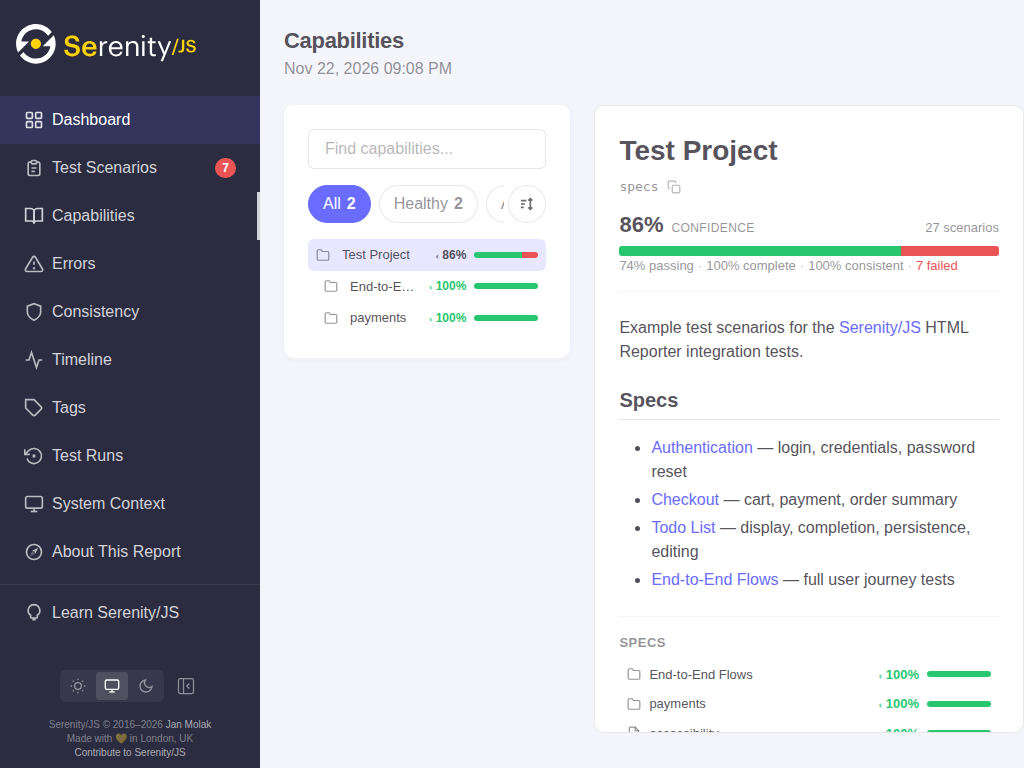 Serenity/JS
Dashboard
Test Scenarios 7
Capabilities
Errors
Consistency
Timeline
Tags
Test Runs
System Context
About This Report
Learn Serenity/JS
Serenity/JS © 2016–2026 Jan Molak
Made with 💛 in London, UK
Contribute to Serenity/JS
Capabilities
Nov 22, 2026 09:08 PM
Find capabilities...
All 2 Healthy 2
Test Project 86%
End-to-E… 100%
payments 100%
Test Project
specs
86% CONFIDENCE 27 scenarios
74% passing · 100% complete · 100% consistent · 7 failed
Example test scenarios for the Serenity/JS HTML
Reporter integration tests.
Specs
• Authentication — login, credentials, password
reset
• Checkout — cart, payment, order summary
• Todo List — display, completion, persistence,
editing
• End-to-End Flows — full user journey tests
SPECS
End-to-End Flows 100%
payments 100%
accessibility 100%